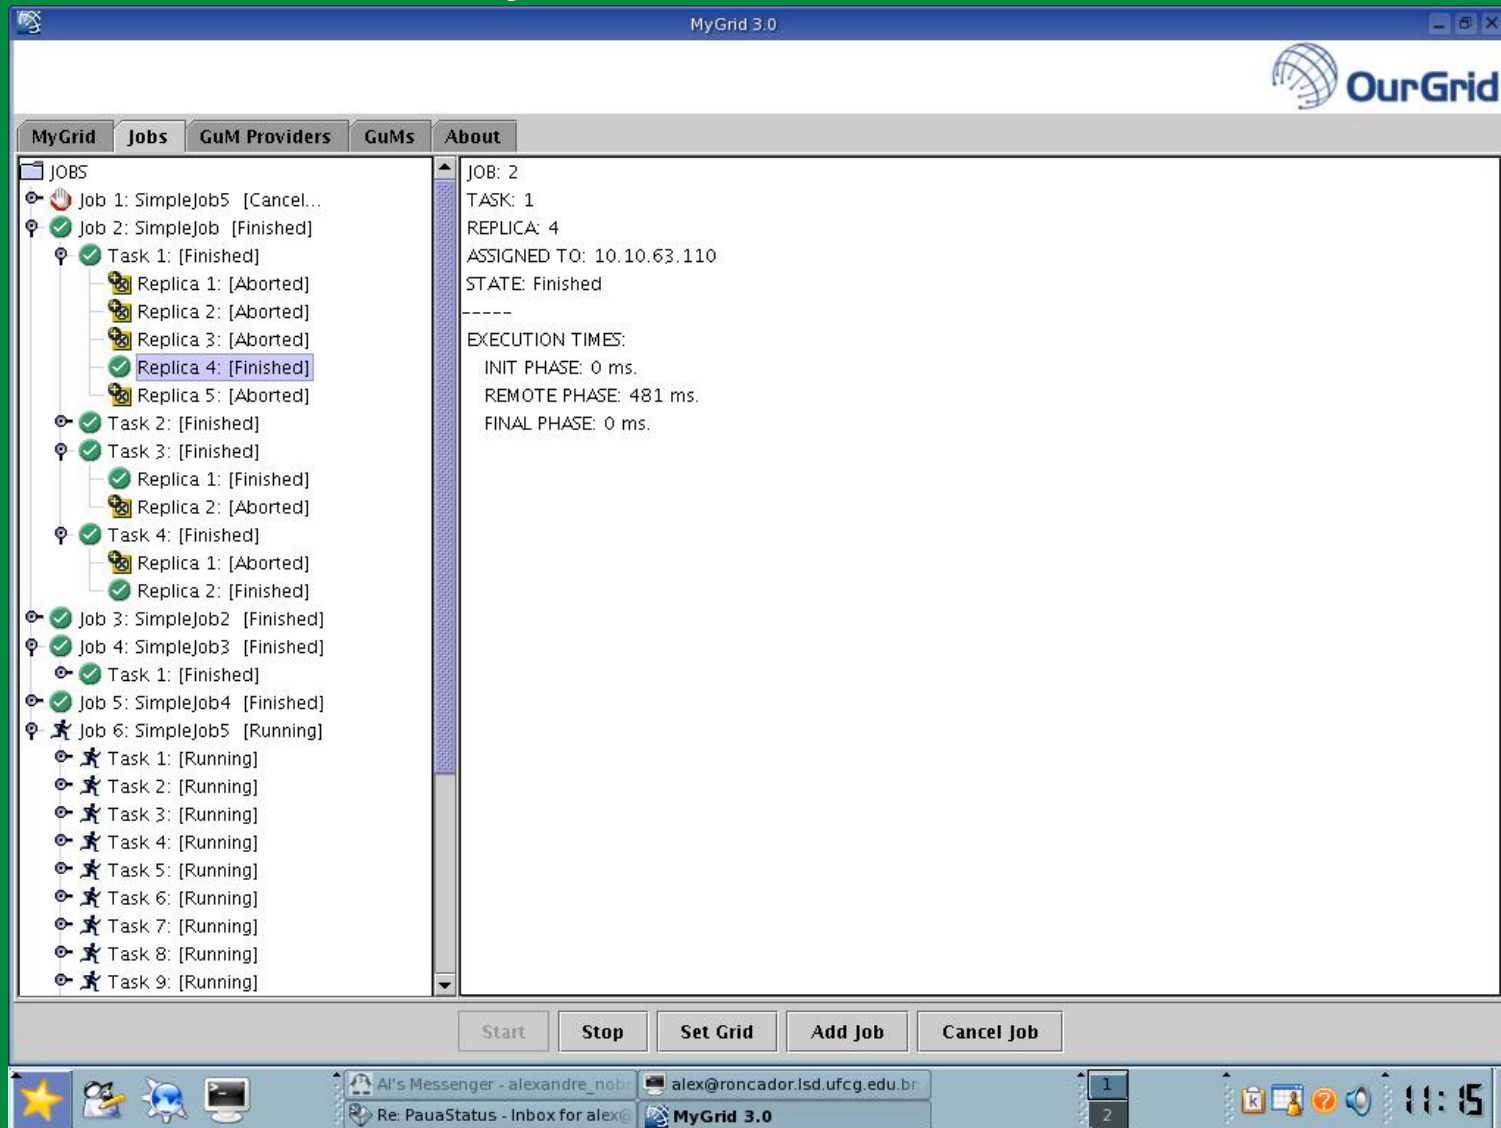 MyGrid 3.0
OurGrid
MyGrid Jobs GuM Providers GuMs About
JOBS
Job 1: SimpleJob5 [Cancel...
Job 2: SimpleJob [Finished]
Task 1: [Finished]
Replica 1: [Aborted]
Replica 2: [Aborted]
Replica 3: [Aborted]
Replica 4: [Finished]
Replica 5: [Aborted]
Task 2: [Finished]
Task 3: [Finished]
Replica 1: [Finished]
Replica 2: [Aborted]
Task 4: [Finished]
Replica 1: [Aborted]
Replica 2: [Finished]
Job 3: SimpleJob2 [Finished]
Job 4: SimpleJob3 [Finished]
Task 1: [Finished]
Job 5: SimpleJob4 [Finished]
Job 6: SimpleJob5 [Running]
Task 1: [Running]
Task 2: [Running]
Task 3: [Running]
Task 4: [Running]
Task 5: [Running]
Task 6: [Running]
Task 7: [Running]
Task 8: [Running]
Task 9: [Running]
JOB: 2
TASK: 1
REPLICA: 4
ASSIGNED TO: 10.10.63.110
STATE: Finished
-----
EXECUTION TIMES:
INIT PHASE: 0 ms.
REMOTE PHASE: 481 ms.
FINAL PHASE: 0 ms.
Start Stop Set Grid Add Job Cancel Job
Al's Messenger - alexandre_nob
alex@roncador.lsd.ufcg.edu.br
Re: PauaStatus - Inbox for alex@
MyGrid 3.0
1
2
11:15